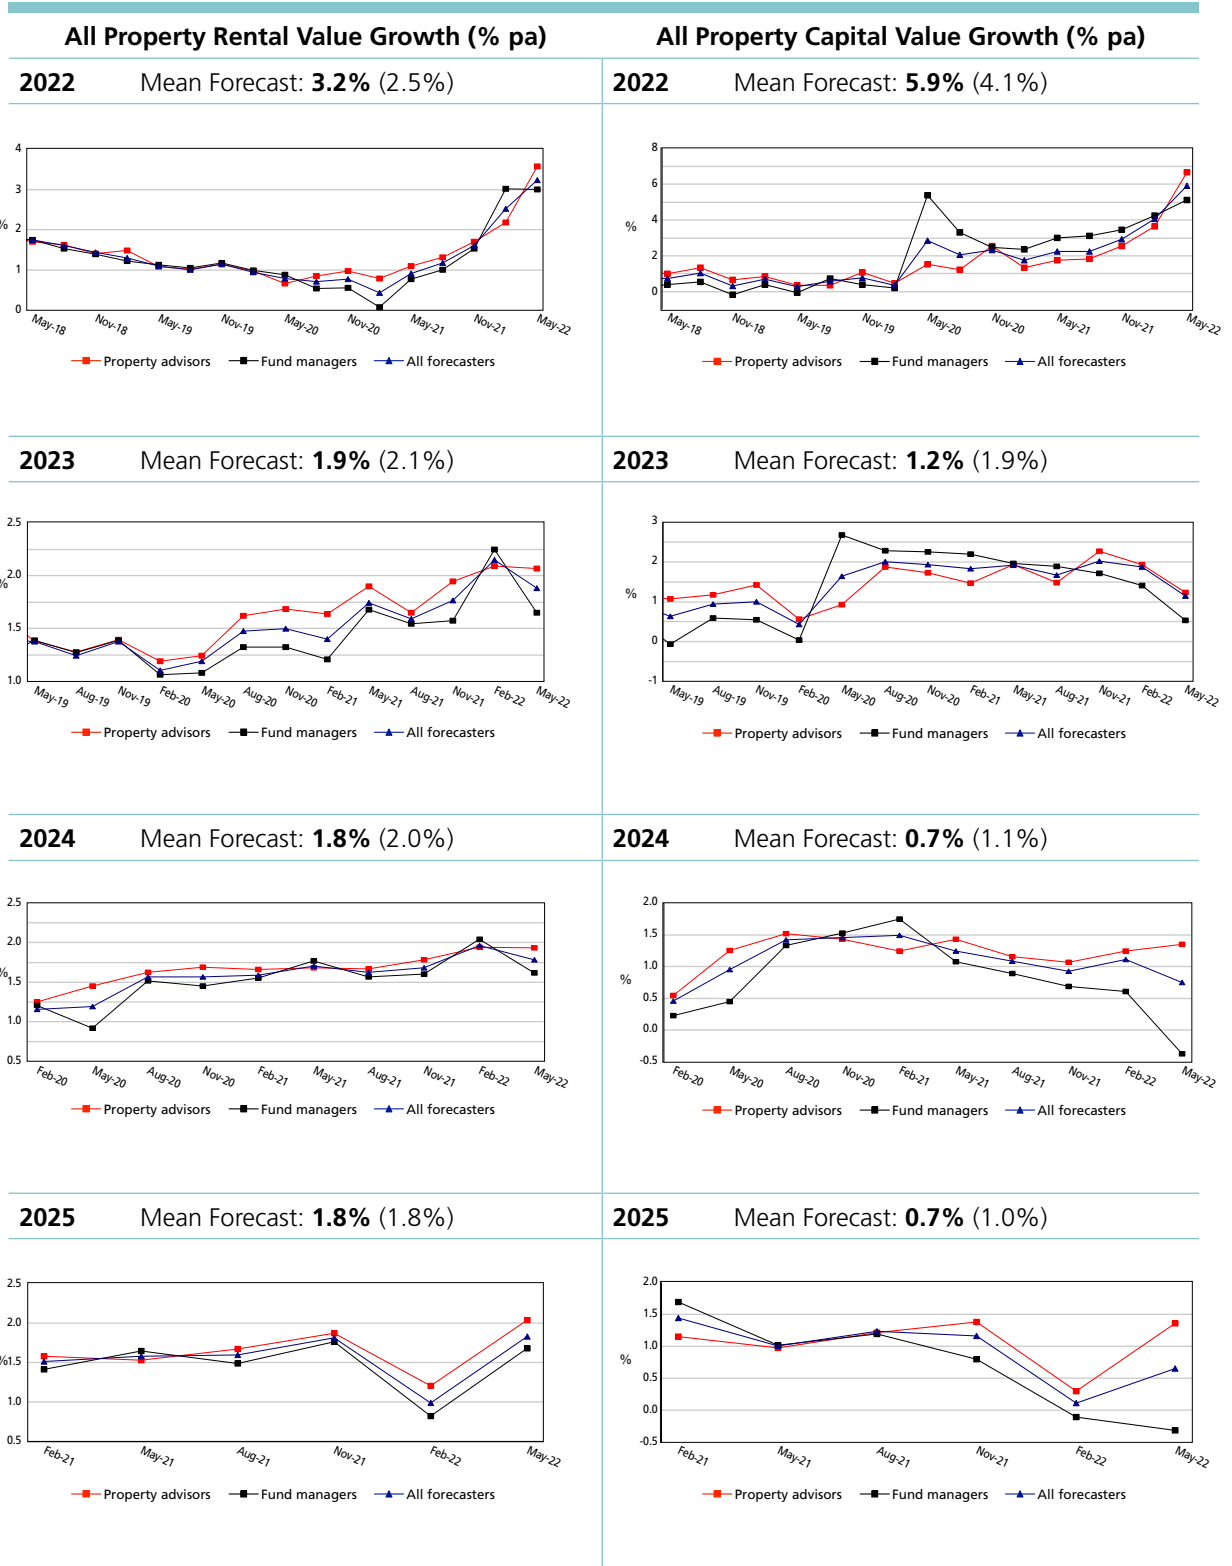 All Property Rental Value Growth (% pa)
All Property Capital Value Growth (% pa)
2022 Mean Forecast: 3.2% (2.5%)
2022 Mean Forecast: 5.9% (4.1%)
4
3
%
2
1
0
May-18 Nov-18 May-19 Nov-19 May-20 Nov-20 May-21 Nov-21 May-22
Property advisors Fund managers All forecasters
8
6
%
4
2
0
May-18 Nov-18 May-19 Nov-19 May-20 Nov-20 May-21 Nov-21 May-22
Property advisors Fund managers All forecasters
2023 Mean Forecast: 1.9% (2.1%)
2023 Mean Forecast: 1.2% (1.9%)
2.5
%
2.0
1.5
1.0
May-19 Aug-19 Nov-19 Feb-20 May-20 Aug-20 Nov-20 Feb-21 May-21 Aug-21 Nov-21 Feb-22 May-22
Property advisors Fund managers All forecasters
3
2
%
1
0
-1
May-19 Aug-19 Nov-19 Feb-20 May-20 Aug-20 Nov-20 Feb-21 May-21 Aug-21 Nov-21 Feb-22 May-22
Property advisors Fund managers All forecasters
2024 Mean Forecast: 1.8% (2.0%)
2024 Mean Forecast: 0.7% (1.1%)
2.5
2.0
%
1.5
1.0
0.5
Feb-20 May-20 Aug-20 Nov-20 Feb-21 May-21 Aug-21 Nov-21 Feb-22 May-22
Property advisors Fund managers All forecasters
2.0
1.5
1.0
%
0.5
0.0
-0.5
Feb-20 May-20 Aug-20 Nov-20 Feb-21 May-21 Aug-21 Nov-21 Feb-22 May-22
Property advisors Fund managers All forecasters
2025 Mean Forecast: 1.8% (1.8%)
2025 Mean Forecast: 0.7% (1.0%)
2.5
2.0
%
1.5
1.0
0.5
Feb-21 May-21 Aug-21 Nov-21 Feb-22 May-22
Property advisors Fund managers All forecasters
2.0
1.5
1.0
%
0.5
0.0
-0.5
Feb-21 May-21 Aug-21 Nov-21 Feb-22 May-22
Property advisors Fund managers All forecasters